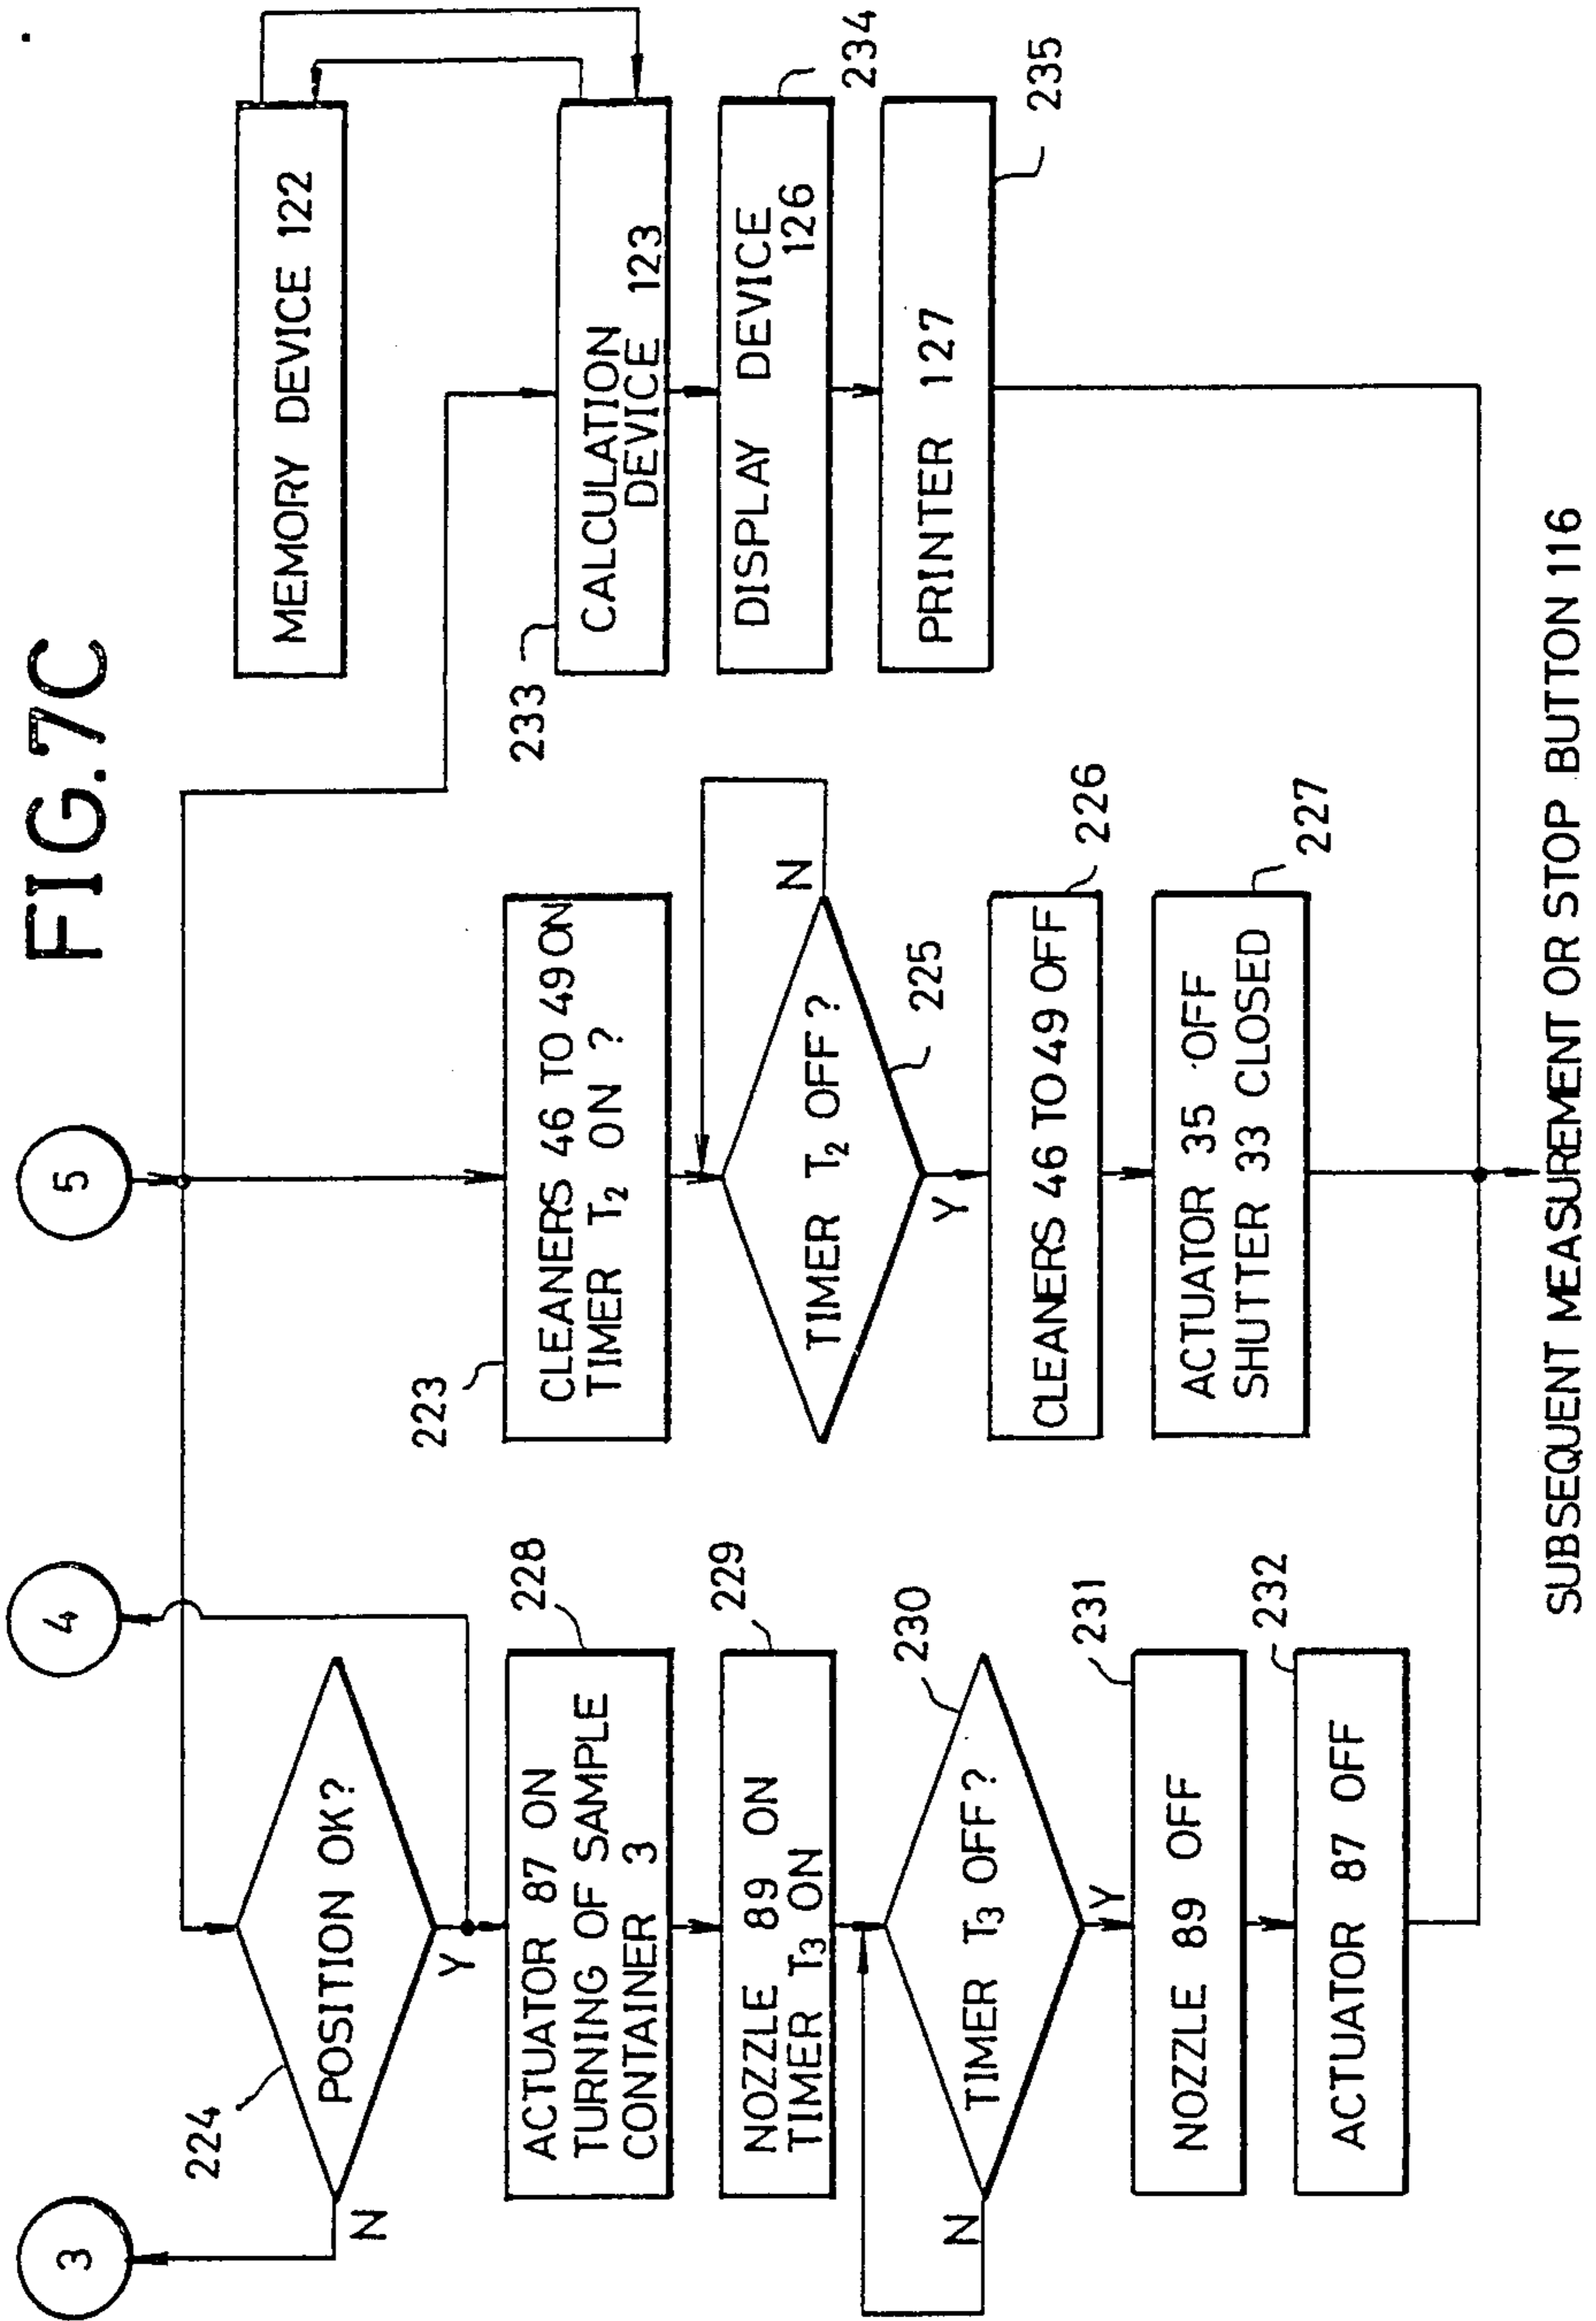 FIG.7C
3
4
5
224
POSITION OK?
N
Y
228
ACTUATOR 87 ON
TURNING OF SAMPLE
CONTAINER 3
229
NOZZLE 89 ON
TIMER T₃ ON
230
TIMER T₃ OFF?
N
Y
231
NOZZLE 89 OFF
232
ACTUATOR 87 OFF
223
CLEANERS 46 TO 49 ON
TIMER T₂ ON ?
TIMER T₂ OFF?
N
225
Y
226
CLEANERS 46 TO 49 OFF
227
ACTUATOR 35 OFF
SHUTTER 33 CLOSED
MEMORY DEVICE 122
233
CALCULATION
DEVICE 123
234
DISPLAY DEVICE
126
235
PRINTER 127
SUBSEQUENT MEASUREMENT OR STOP BUTTON 116